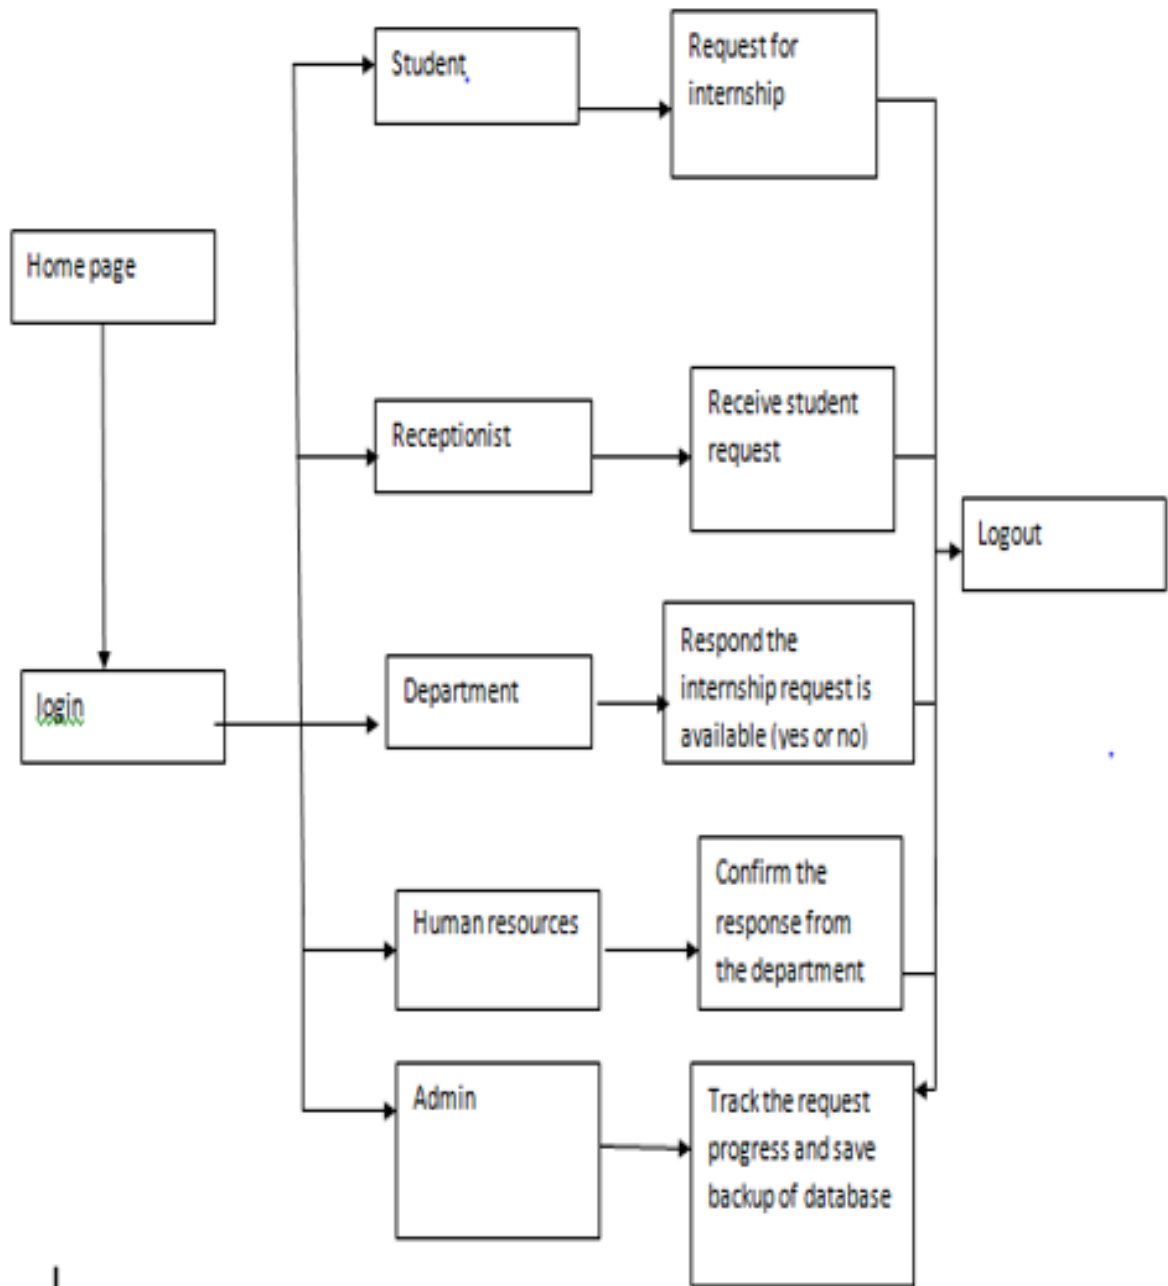 Student
Request for
internship
Home page
Receptionist
Receive student
request
Logout
login
Department
Respond the
internship request is
available (yes or no)
Human resources
Confirm the
response from
the department
Admin
Track the request
progress and save
backup of database